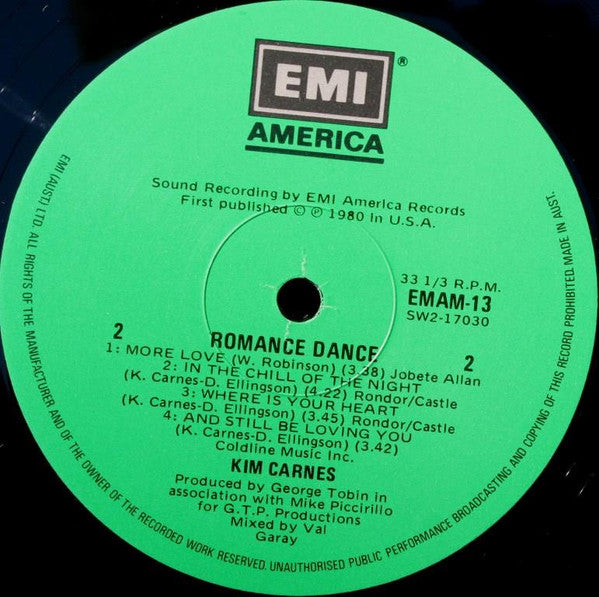 EMI
®
AMERICA
Sound Recording by EMI America Records
First published © ℗ 1980 In U.S.A.
33 1/3 R.P.M.
EMAM-13
SW2-17030
2
2
ROMANCE DANCE
1: MORE LOVE (W. Robinson) (3.38) Jobete Allan
2: IN THE CHILL OF THE NIGHT
(K. Carnes-D. Ellingson) (4.22) Rondor/Castle
3: WHERE IS YOUR HEART
(K. Carnes-D. Ellingson) (3.45) Rondor/Castle
4: AND STILL BE LOVING YOU
(K. Carnes-D. Ellingson) (3.42)
Coldline Music Inc.
KIM CARNES
Produced by George Tobin in
association with Mike Piccirillo
for G.T.P. Productions
Mixed by Val
Garay
EMI (AUST) LTD. ALL RIGHTS OF THE MANUFACTURER AND OF THE OWNER OF THE RECORDED WORK RESERVED. UNAUTHORISED PUBLIC PERFORMANCE BROADCASTING AND COPYING OF THIS RECORD PROHIBITED. MADE IN AUST.